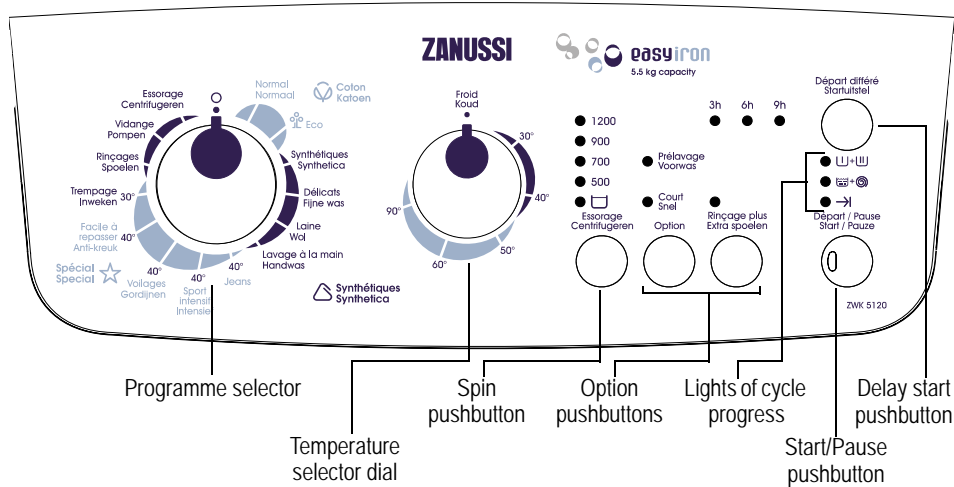 ZANUSSI
easyiron
5.5 kg capacity
Essorage
Centrifugeren
Vidange
Pompen
Rinçages
Spoelen
Trempage
Inweken
30°
Facile à
repasser
Anti-kreuk
40°
Spécial
Special
40°
Voilages
Gordijnen
40°
Sport
intensif
Intensief
40°
Jeans
Normal
Normaal
Coton
Katoen
Eco
Synthétiques
Synthetica
Délicats
Fijne was
Laine
Wol
Lavage à la main
Handwas
Synthétiques
Synthetica
Froid
Koud
30°
40°
50°
60°
90°
1200
900
700
500
Essorage
Centrifugeren
3h 6h 9h
Prélavage
Voorwas
Court
Snel
Option
Rinçage plus
Extra spoelen
Départ différé
Startuitstel
Départ / Pause
Start / Pauze
ZWK 5120
Programme selector
Temperature
selector dial
Spin
pushbutton
Option
pushbuttons
Lights of cycle
progress
Start/Pause
pushbutton
Delay start
pushbutton